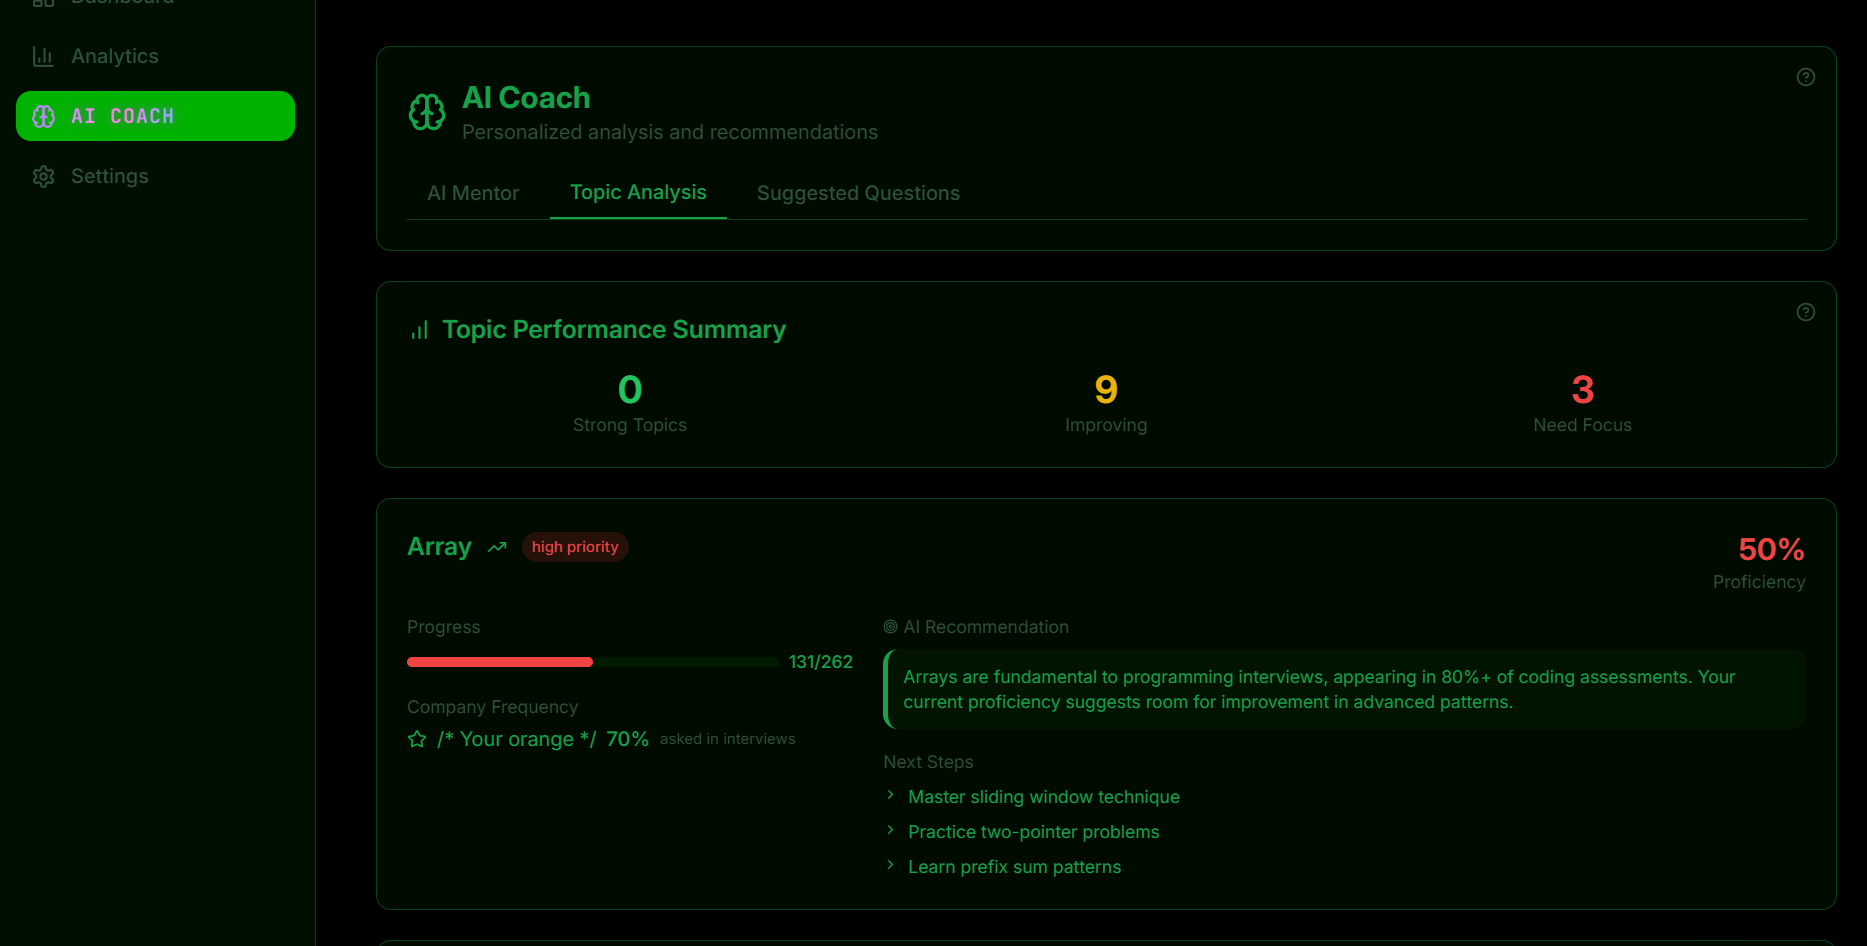 Dashboard
Analytics
AI COACH
Settings
AI Coach
Personalized analysis and recommendations
AI Mentor
Topic Analysis
Suggested Questions
Topic Performance Summary
0
Strong Topics
9
Improving
3
Need Focus
Array
high priority
50%
Proficiency
Progress
131/262
Company Frequency
/* Your orange */ 70% asked in interviews
AI Recommendation
Arrays are fundamental to programming interviews, appearing in 80%+ of coding assessments. Your
current proficiency suggests room for improvement in advanced patterns.
Next Steps
Master sliding window technique
Practice two-pointer problems
Learn prefix sum patterns